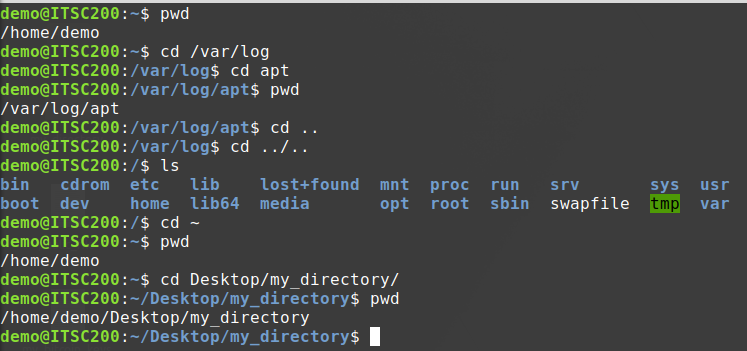 demo@ITSC200:~$ pwd
/home/demo
demo@ITSC200:~$ cd /var/log
demo@ITSC200:/var/log$ cd apt
demo@ITSC200:/var/log/apt$ pwd
/var/log/apt
demo@ITSC200:/var/log/apt$ cd ..
demo@ITSC200:/var/log$ cd ../..
demo@ITSC200:/$ ls
bin   cdrom  etc   lib    lost+found  mnt  proc  run   srv       sys  usr
boot  dev    home  lib64  media       opt  root  sbin  swapfile  tmp  var
demo@ITSC200:/$ cd ~
demo@ITSC200:~$ pwd
/home/demo
demo@ITSC200:~$ cd Desktop/my_directory/
demo@ITSC200:~/Desktop/my_directory$ pwd
/home/demo/Desktop/my_directory
demo@ITSC200:~/Desktop/my_directory$